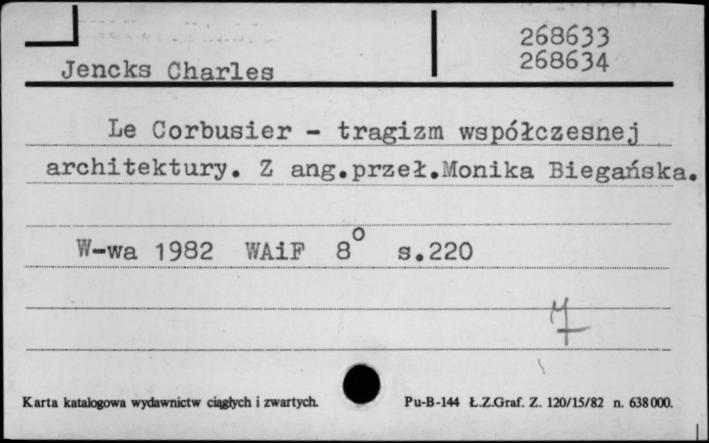 268633
268634
Jencks Charles
Le Corbusier - tragizm współczesnej
architektury. Z ang.przeł.Monika Biegańska.
W-wa 1982 WAiF 8° s.220
Karta katalogowa wydawnictw ciągłych i zwartych. Pu-B-144 Ł.Z.Graf. Z. 120/15/82 n. 638000.